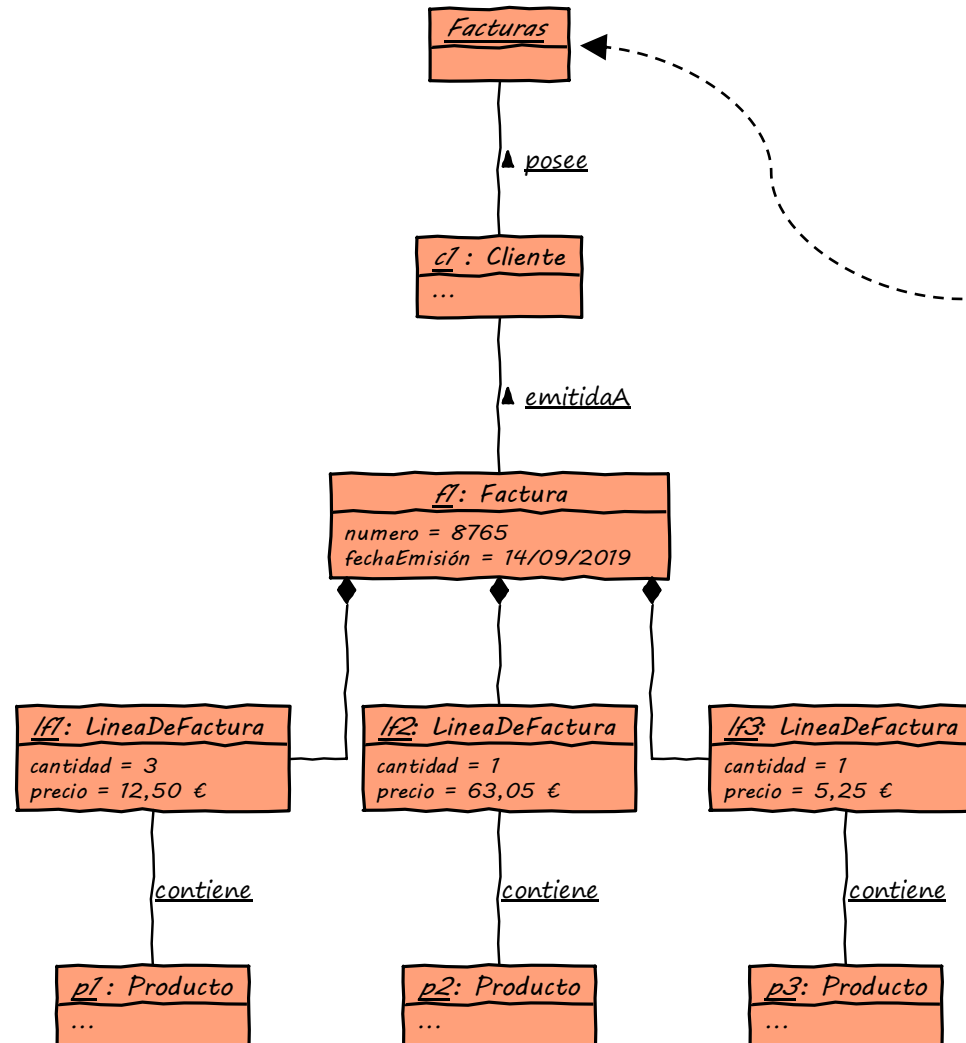 Facturas
posee
c1 : Cliente
...
emitidaA
f1: Factura
numero = 8765
fechaEmisión = 14/09/2019
lf1: LineaDeFactura
cantidad = 3
precio = 12,50 €
lf2: LineaDeFactura
cantidad = 1
precio = 63,05 €
lf3: LineaDeFactura
cantidad = 1
precio = 5,25 €
contiene
contiene
contiene
p1 : Producto
...
p2: Producto
...
p3: Producto
...